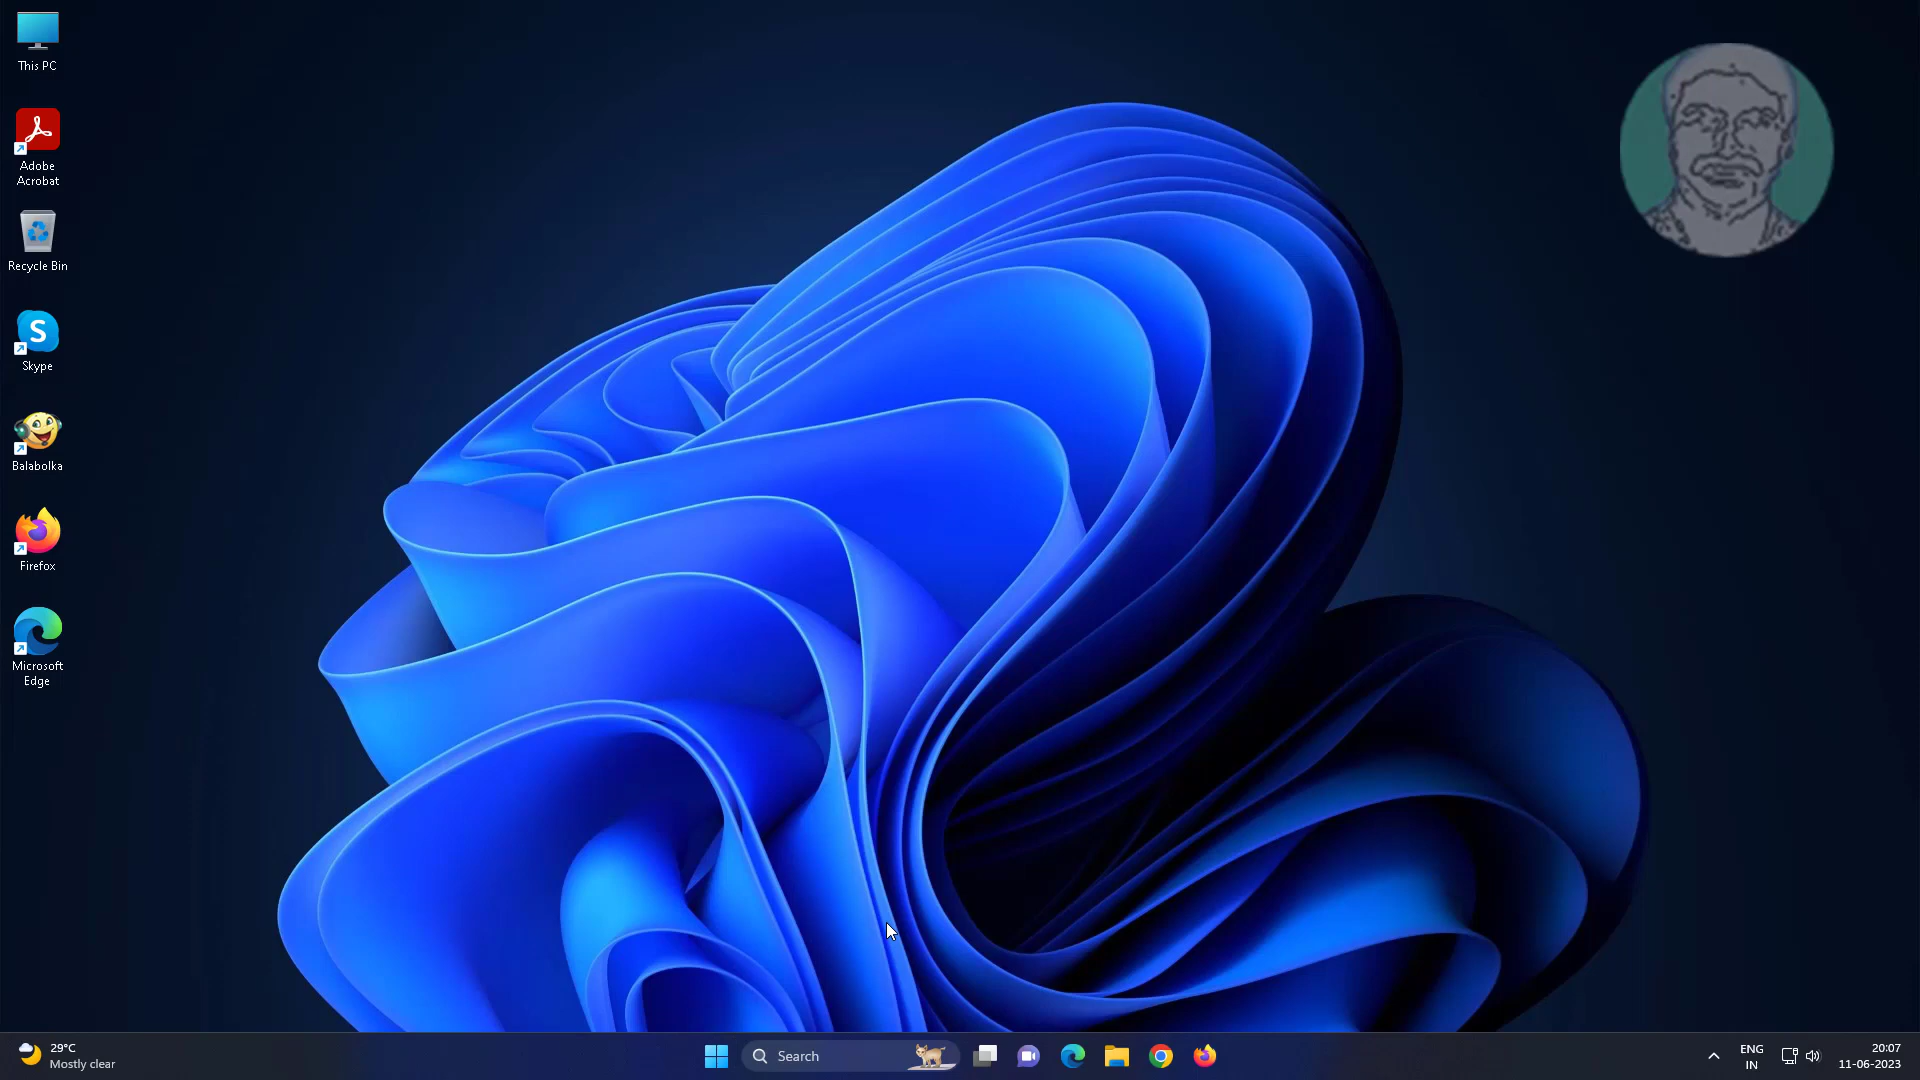 This PC
Adobe
Acrobat
Recycle Bin
S
Skype
Balabolka
Firefox
Microsoft
Edge
29°C
Mostly clear
Search
ENG
IN
20:07
11-06-2023